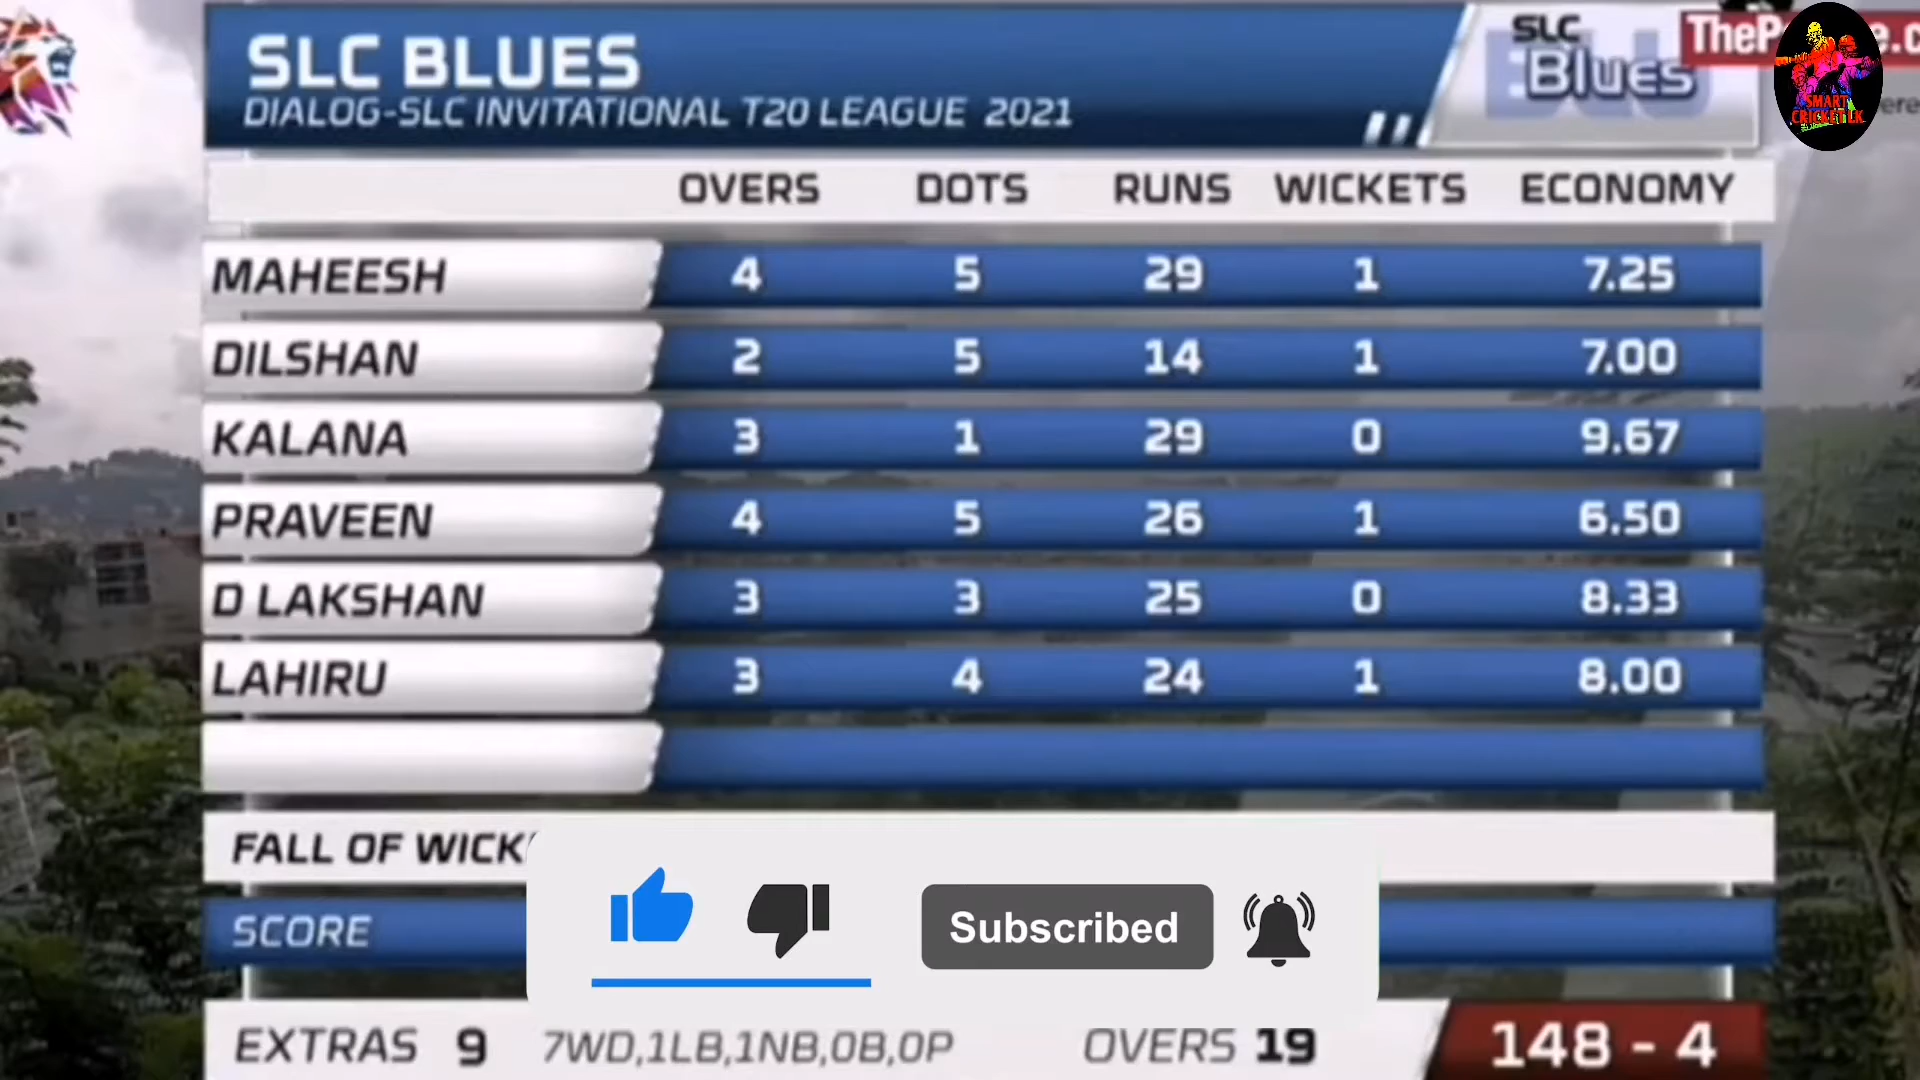 SLC BLUES
DIALOG-SLC INVITATIONAL T20 LEAGUE 2021
SLC
Blues
SMART
CRICKET LK
OVERS DOTS RUNS WICKETS ECONOMY
MAHEESH 4 5 29 1 7.25
DILSHAN 2 5 14 1 7.00
KALANA 3 1 29 0 9.67
PRAVEEN 4 5 26 1 6.50
D LAKSHAN 3 3 25 0 8.33
LAHIRU 3 4 24 1 8.00
FALL OF
SCORE
Subscribed
EXTRAS 9 7WD,1LB,1NB,0B,0P OVERS 19 148 - 4